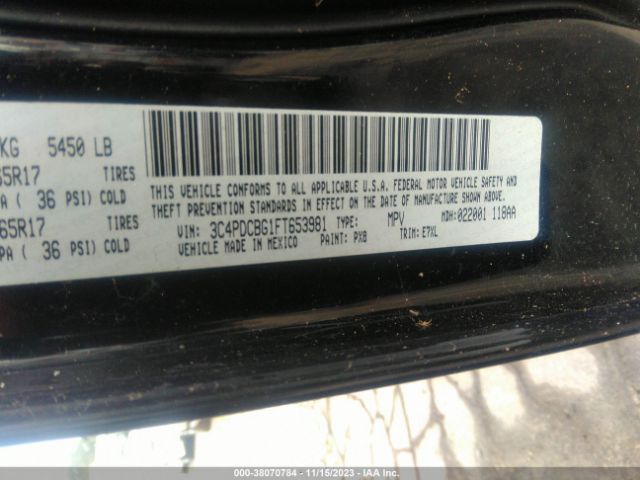 KG 5450 LB
65R17 TIRES
PA ( 36 PSI) COLD
65R17 TIRES
PA ( 36 PSI) COLD
THIS VEHICLE CONFORMS TO ALL APPLICABLE U.S.A. FEDERAL MOTOR VEHICLE SAFETY AND
THEFT PREVENTION STANDARDS IN EFFECT ON THE DATE OF MANUFACTURE SHOWN ABOVE.
VIN: 3C4PDCBG1FT653981 TYPE: MPV MDH:022001 118AA
VEHICLE MADE IN MEXICO PAINT: PXB TRIM: E7XL
000-38070784 - 11/15/2023 - IAA Inc.